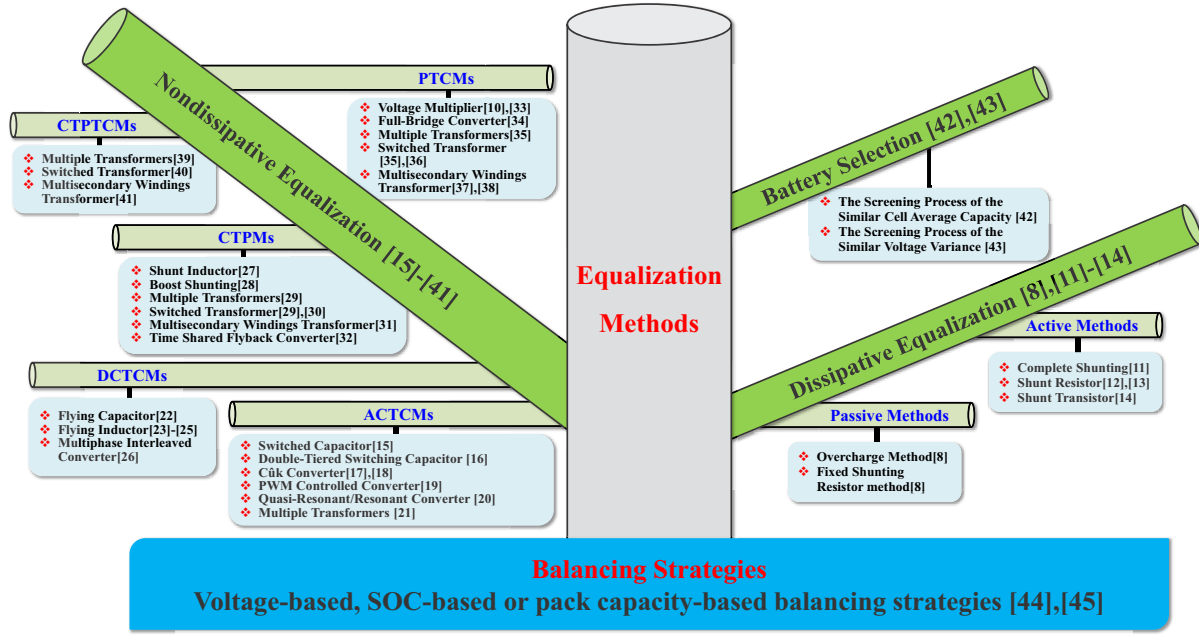 Nondissipative Equalization [15]-[41]
PTCMs
❖ Voltage Multiplier[10],[33]
❖ Full-Bridge Converter[34]
❖ Multiple Transformers[35]
❖ Switched Transformer
[35],[36]
❖ Multisecondary Windings
Transformer[37],[38]
CTPTCMs
❖ Multiple Transformers[39]
❖ Switched Transformer[40]
❖ Multisecondary Windings
Transformer[41]
CTPMs
❖ Shunt Inductor[27]
❖ Boost Shunting[28]
❖ Multiple Transformers[29]
❖ Switched Transformer[29],[30]
❖ Multisecondary Windings Transformer[31]
❖ Time Shared Flyback Converter[32]
DCTCMs
❖ Flying Capacitor[22]
❖ Flying Inductor[23]-[25]
❖ Multiphase Interleaved
Converter[26]
ACTCMs
❖ Switched Capacitor[15]
❖ Double-Tiered Switching Capacitor [16]
❖ Cûk Converter[17],[18]
❖ PWM Controlled Converter[19]
❖ Quasi-Resonant/Resonant Converter [20]
❖ Multiple Transformers [21]
Equalization
Methods
Battery Selection [42],[43]
❖ The Screening Process of the
Similar Cell Average Capacity [42]
❖ The Screening Process of the
Similar Voltage Variance [43]
Dissipative Equalization [8],[11]-[14]
Active Methods
❖ Complete Shunting[11]
❖ Shunt Resistor[12],[13]
❖ Shunt Transistor[14]
Passive Methods
❖ Overcharge Method[8]
❖ Fixed Shunting
Resistor method[8]
Balancing Strategies
Voltage-based, SOC-based or pack capacity-based balancing strategies [44],[45]